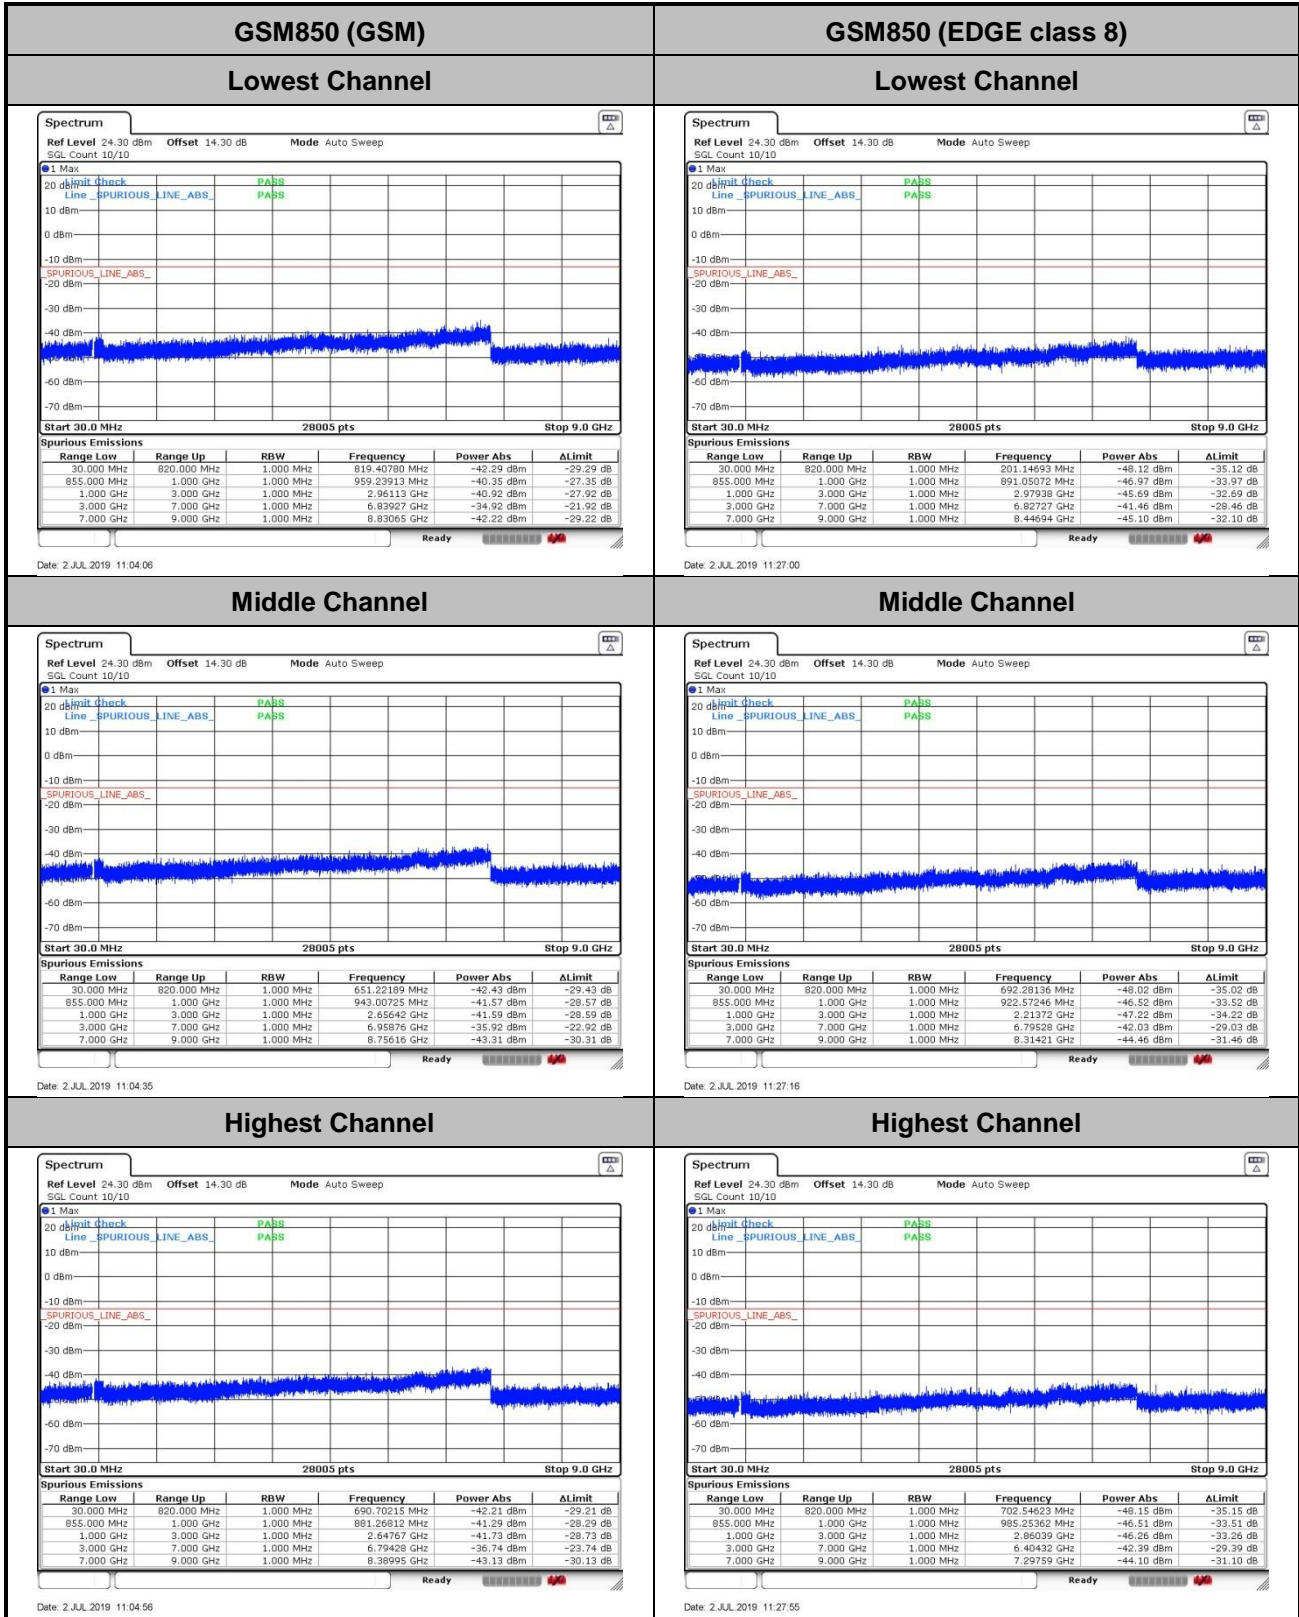 GSM850 (GSM)
GSM850 (EDGE class 8)
Lowest Channel
Lowest Channel
Spectrum
Ref Level 24.30 dBm Offset 14.30 dB Mode Auto Sweep
SGL Count 10/10
1 Max
Limit Check PASS
20 dBm
Line _SPURIOUS_LINE_ABS_ PASS
10 dBm
0 dBm
-10 dBm
_SPURIOUS_LINE_ABS_
-20 dBm
-30 dBm
-40 dBm
-60 dBm
-70 dBm
Start 30.0 MHz 28005 pts Stop 9.0 GHz
Spurious Emissions
Range Low Range Up RBW Frequency Power Abs ΔLimit
30.000 MHz 820.000 MHz 1.000 MHz 819.40780 MHz -42.29 dBm -29.29 dB
855.000 MHz 1.000 GHz 1.000 MHz 959.23913 MHz -40.35 dBm -27.35 dB
1.000 GHz 3.000 GHz 1.000 MHz 2.96113 GHz -40.92 dBm -27.92 dB
3.000 GHz 7.000 GHz 1.000 MHz 6.83927 GHz -34.92 dBm -21.92 dB
7.000 GHz 9.000 GHz 1.000 MHz 8.83065 GHz -42.22 dBm -29.22 dB
Ready
Date: 2.JUL.2019 11:04:06
Spectrum
Ref Level 24.30 dBm Offset 14.30 dB Mode Auto Sweep
SGL Count 10/10
1 Max
Limit Check PASS
20 dBm
Line _SPURIOUS_LINE_ABS_ PASS
10 dBm
0 dBm
-10 dBm
_SPURIOUS_LINE_ABS_
-20 dBm
-30 dBm
-40 dBm
-60 dBm
-70 dBm
Start 30.0 MHz 28005 pts Stop 9.0 GHz
Spurious Emissions
Range Low Range Up RBW Frequency Power Abs ΔLimit
30.000 MHz 820.000 MHz 1.000 MHz 201.14693 MHz -48.12 dBm -35.12 dB
855.000 MHz 1.000 GHz 1.000 MHz 891.05072 MHz -46.97 dBm -33.97 dB
1.000 GHz 3.000 GHz 1.000 MHz 2.97938 GHz -45.69 dBm -32.69 dB
3.000 GHz 7.000 GHz 1.000 MHz 6.82727 GHz -41.46 dBm -28.46 dB
7.000 GHz 9.000 GHz 1.000 MHz 8.44694 GHz -45.10 dBm -32.10 dB
Ready
Date: 2.JUL.2019 11:27:00
Middle Channel
Middle Channel
Spectrum
Ref Level 24.30 dBm Offset 14.30 dB Mode Auto Sweep
SGL Count 10/10
1 Max
Limit Check PASS
20 dBm
Line _SPURIOUS_LINE_ABS_ PASS
10 dBm
0 dBm
-10 dBm
_SPURIOUS_LINE_ABS_
-20 dBm
-30 dBm
-40 dBm
-60 dBm
-70 dBm
Start 30.0 MHz 28005 pts Stop 9.0 GHz
Spurious Emissions
Range Low Range Up RBW Frequency Power Abs ΔLimit
30.000 MHz 820.000 MHz 1.000 MHz 651.22189 MHz -42.43 dBm -29.43 dB
855.000 MHz 1.000 GHz 1.000 MHz 943.00725 MHz -41.57 dBm -28.57 dB
1.000 GHz 3.000 GHz 1.000 MHz 2.65642 GHz -41.59 dBm -28.59 dB
3.000 GHz 7.000 GHz 1.000 MHz 6.95876 GHz -35.92 dBm -22.92 dB
7.000 GHz 9.000 GHz 1.000 MHz 8.75616 GHz -43.31 dBm -30.31 dB
Ready
Date: 2.JUL.2019 11:04:35
Spectrum
Ref Level 24.30 dBm Offset 14.30 dB Mode Auto Sweep
SGL Count 10/10
1 Max
Limit Check PASS
20 dBm
Line _SPURIOUS_LINE_ABS_ PASS
10 dBm
0 dBm
-10 dBm
_SPURIOUS_LINE_ABS_
-20 dBm
-30 dBm
-40 dBm
-60 dBm
-70 dBm
Start 30.0 MHz 28005 pts Stop 9.0 GHz
Spurious Emissions
Range Low Range Up RBW Frequency Power Abs ΔLimit
30.000 MHz 820.000 MHz 1.000 MHz 692.28136 MHz -48.02 dBm -35.02 dB
855.000 MHz 1.000 GHz 1.000 MHz 922.57246 MHz -46.52 dBm -33.52 dB
1.000 GHz 3.000 GHz 1.000 MHz 2.21372 GHz -47.22 dBm -34.22 dB
3.000 GHz 7.000 GHz 1.000 MHz 6.79528 GHz -42.03 dBm -29.03 dB
7.000 GHz 9.000 GHz 1.000 MHz 8.31421 GHz -44.46 dBm -31.46 dB
Ready
Date: 2.JUL.2019 11:27:16
Highest Channel
Highest Channel
Spectrum
Ref Level 24.30 dBm Offset 14.30 dB Mode Auto Sweep
SGL Count 10/10
1 Max
Limit Check PASS
20 dBm
Line _SPURIOUS_LINE_ABS_ PASS
10 dBm
0 dBm
-10 dBm
_SPURIOUS_LINE_ABS_
-20 dBm
-30 dBm
-40 dBm
-60 dBm
-70 dBm
Start 30.0 MHz 28005 pts Stop 9.0 GHz
Spurious Emissions
Range Low Range Up RBW Frequency Power Abs ΔLimit
30.000 MHz 820.000 MHz 1.000 MHz 690.70215 MHz -42.21 dBm -29.21 dB
855.000 MHz 1.000 GHz 1.000 MHz 881.26812 MHz -41.29 dBm -28.29 dB
1.000 GHz 3.000 GHz 1.000 MHz 2.64767 GHz -41.73 dBm -28.73 dB
3.000 GHz 7.000 GHz 1.000 MHz 6.79428 GHz -36.74 dBm -23.74 dB
7.000 GHz 9.000 GHz 1.000 MHz 8.38995 GHz -43.13 dBm -30.13 dB
Ready
Date: 2.JUL.2019 11:04:56
Spectrum
Ref Level 24.30 dBm Offset 14.30 dB Mode Auto Sweep
SGL Count 10/10
1 Max
Limit Check PASS
20 dBm
Line _SPURIOUS_LINE_ABS_ PASS
10 dBm
0 dBm
-10 dBm
_SPURIOUS_LINE_ABS_
-20 dBm
-30 dBm
-40 dBm
-60 dBm
-70 dBm
Start 30.0 MHz 28005 pts Stop 9.0 GHz
Spurious Emissions
Range Low Range Up RBW Frequency Power Abs ΔLimit
30.000 MHz 820.000 MHz 1.000 MHz 702.54623 MHz -48.15 dBm -35.15 dB
855.000 MHz 1.000 GHz 1.000 MHz 985.25362 MHz -46.51 dBm -33.51 dB
1.000 GHz 3.000 GHz 1.000 MHz 2.86039 GHz -46.26 dBm -33.26 dB
3.000 GHz 7.000 GHz 1.000 MHz 6.40432 GHz -42.39 dBm -29.39 dB
7.000 GHz 9.000 GHz 1.000 MHz 7.29759 GHz -44.10 dBm -31.10 dB
Ready
Date: 2.JUL.2019 11:27:55